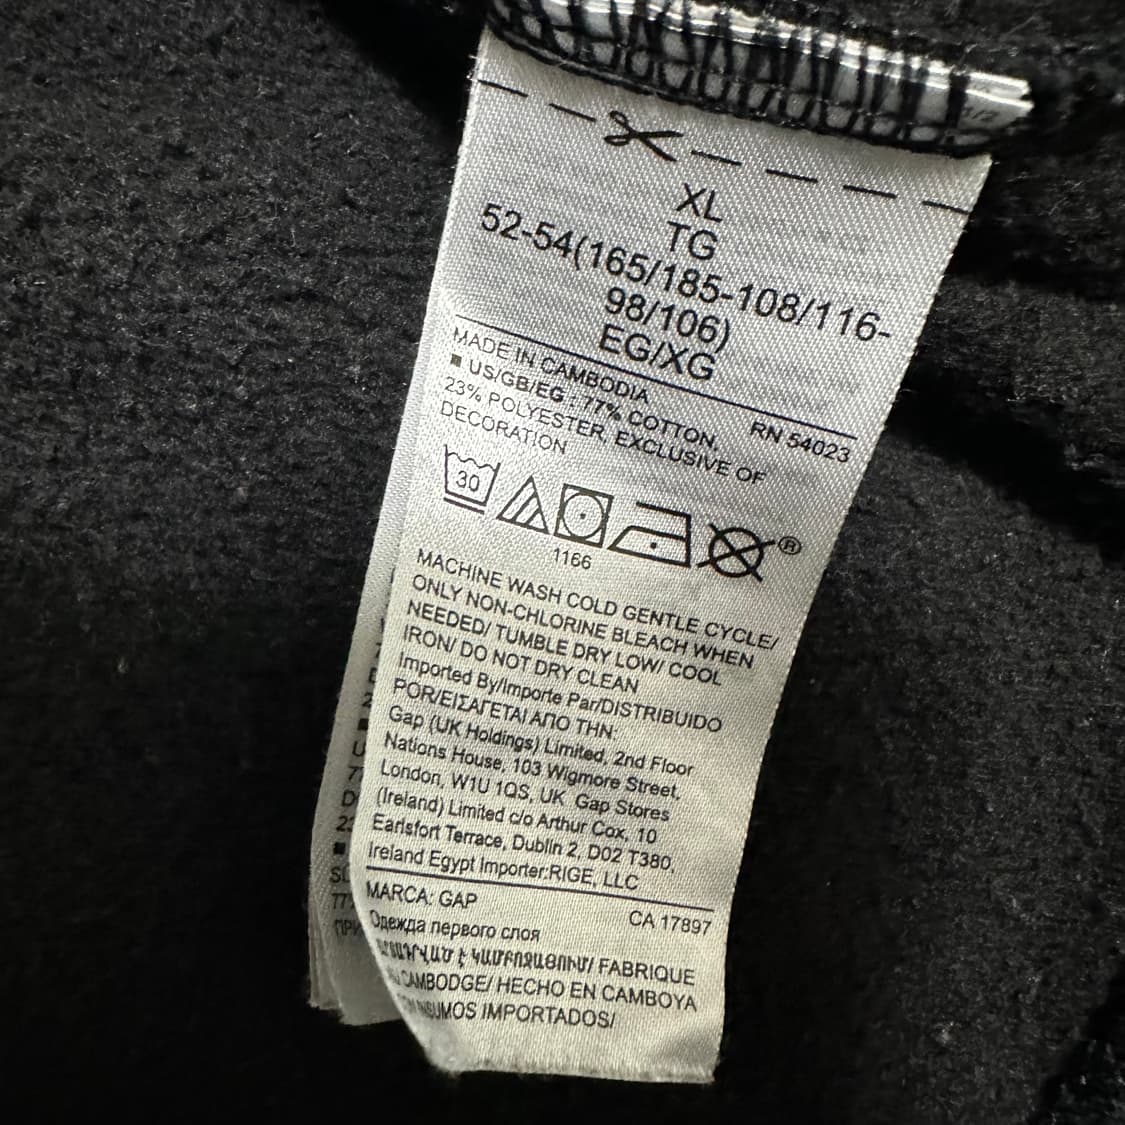 XL
TG
52-54(165/185-108/116-
98/106)
EG/XG
MADE IN CAMBODIA
RN 54023
■ US/GB/EG - 77% COTTON,
23% POLYESTER, EXCLUSIVE OF
DECORATION
30
®
1166
MACHINE WASH COLD GENTLE CYCLE/
ONLY NON-CHLORINE BLEACH WHEN
NEEDED/ TUMBLE DRY LOW/ COOL
IRON/ DO NOT DRY CLEAN
Imported By/Importe Par/DISTRIBUIDO
POR/ΕΙΣΑΓΕΤΑΙ ΑΠΟ ΤΗΝ:
Gap (UK Holdings) Limited, 2nd Floor
Nations House, 103 Wigmore Street,
London, W1U 1QS, UK Gap Stores
(Ireland) Limited c/o Arthur Cox, 10
Earlsfort Terrace, Dublin 2, D02 T380,
Ireland Egypt Importer:RIGE, LLC
MARCA: GAP
CA 17897
Одежда первого слоя
է ԿԱՄԲՈՋԱՅՈՒՄ/ FABRIQUE
CAMBODGE/ HECHO EN CAMBOYA
INSUMOS IMPORTADOS/